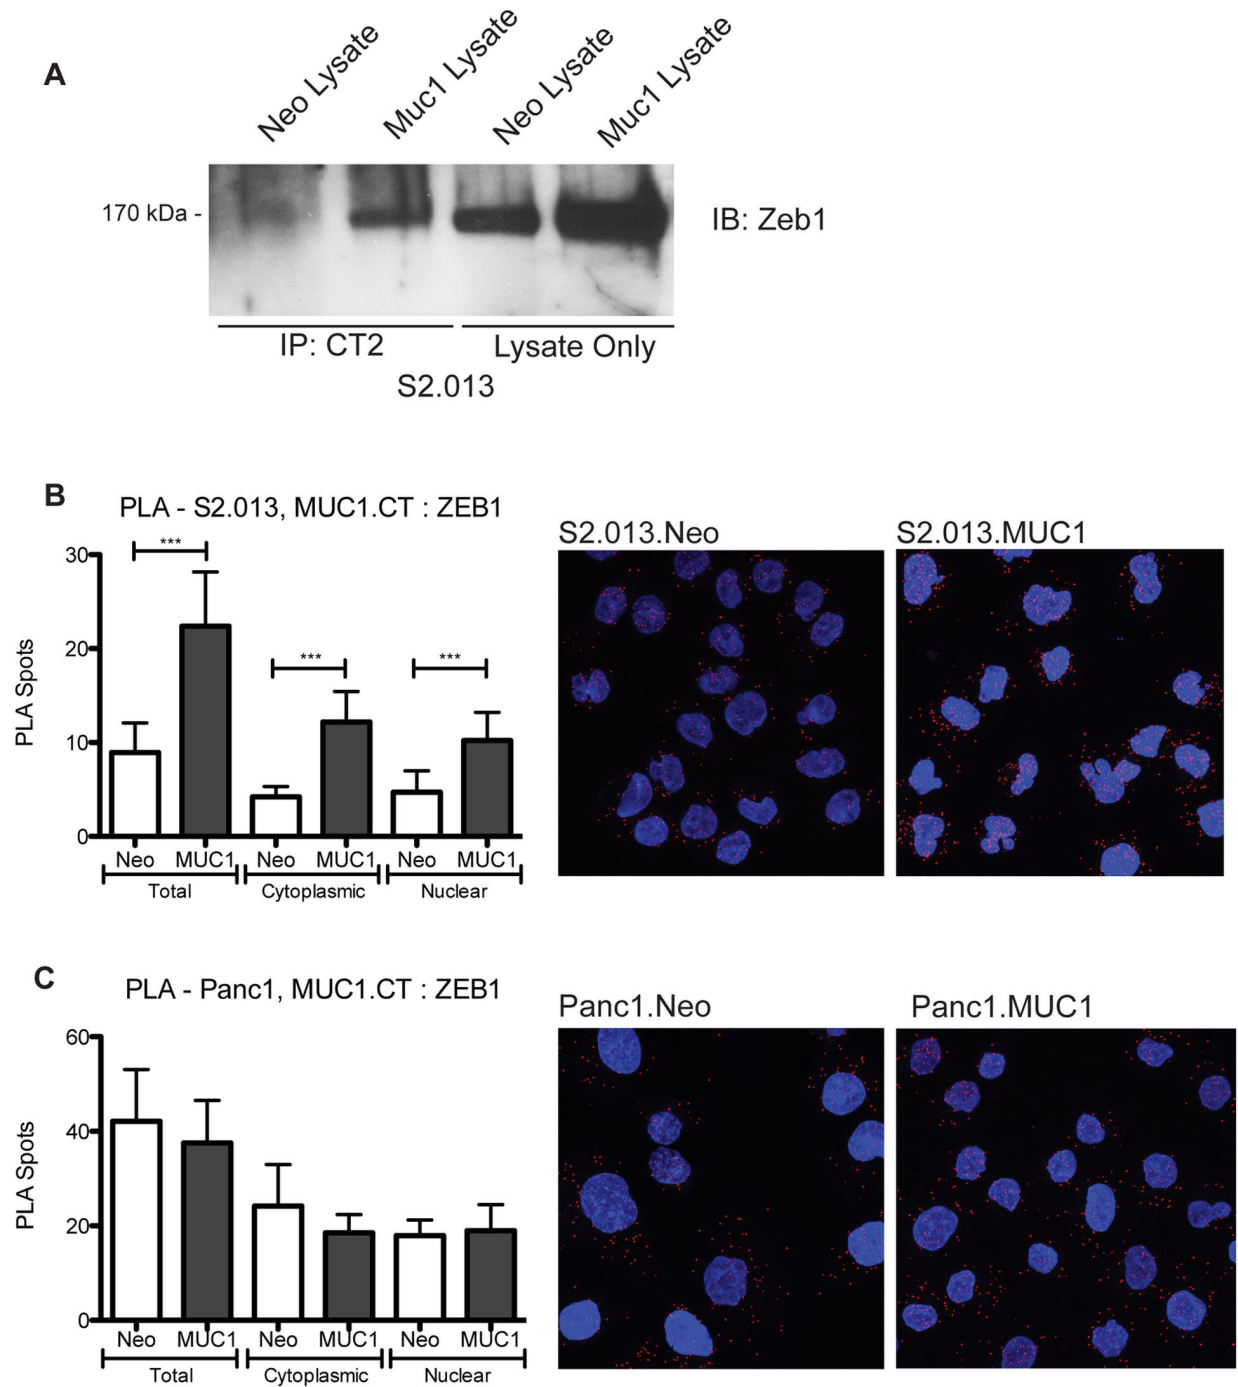 A
Neo Lysate
Muc1 Lysate
Neo Lysate
Muc1 Lysate
170 kDa -
IB: Zeb1
IP: CT2
Lysate Only
S2.013
B
PLA - S2.013, MUC1.CT : ZEB1
PLA Spots
30
20
10
0
***
***
***
Neo
MUC1
Neo
MUC1
Neo
MUC1
Total
Cytoplasmic
Nuclear
S2.013.Neo
S2.013.MUC1
C
PLA - Panc1, MUC1.CT : ZEB1
PLA Spots
60
40
20
0
Neo
MUC1
Neo
MUC1
Neo
MUC1
Total
Cytoplasmic
Nuclear
Panc1.Neo
Panc1.MUC1